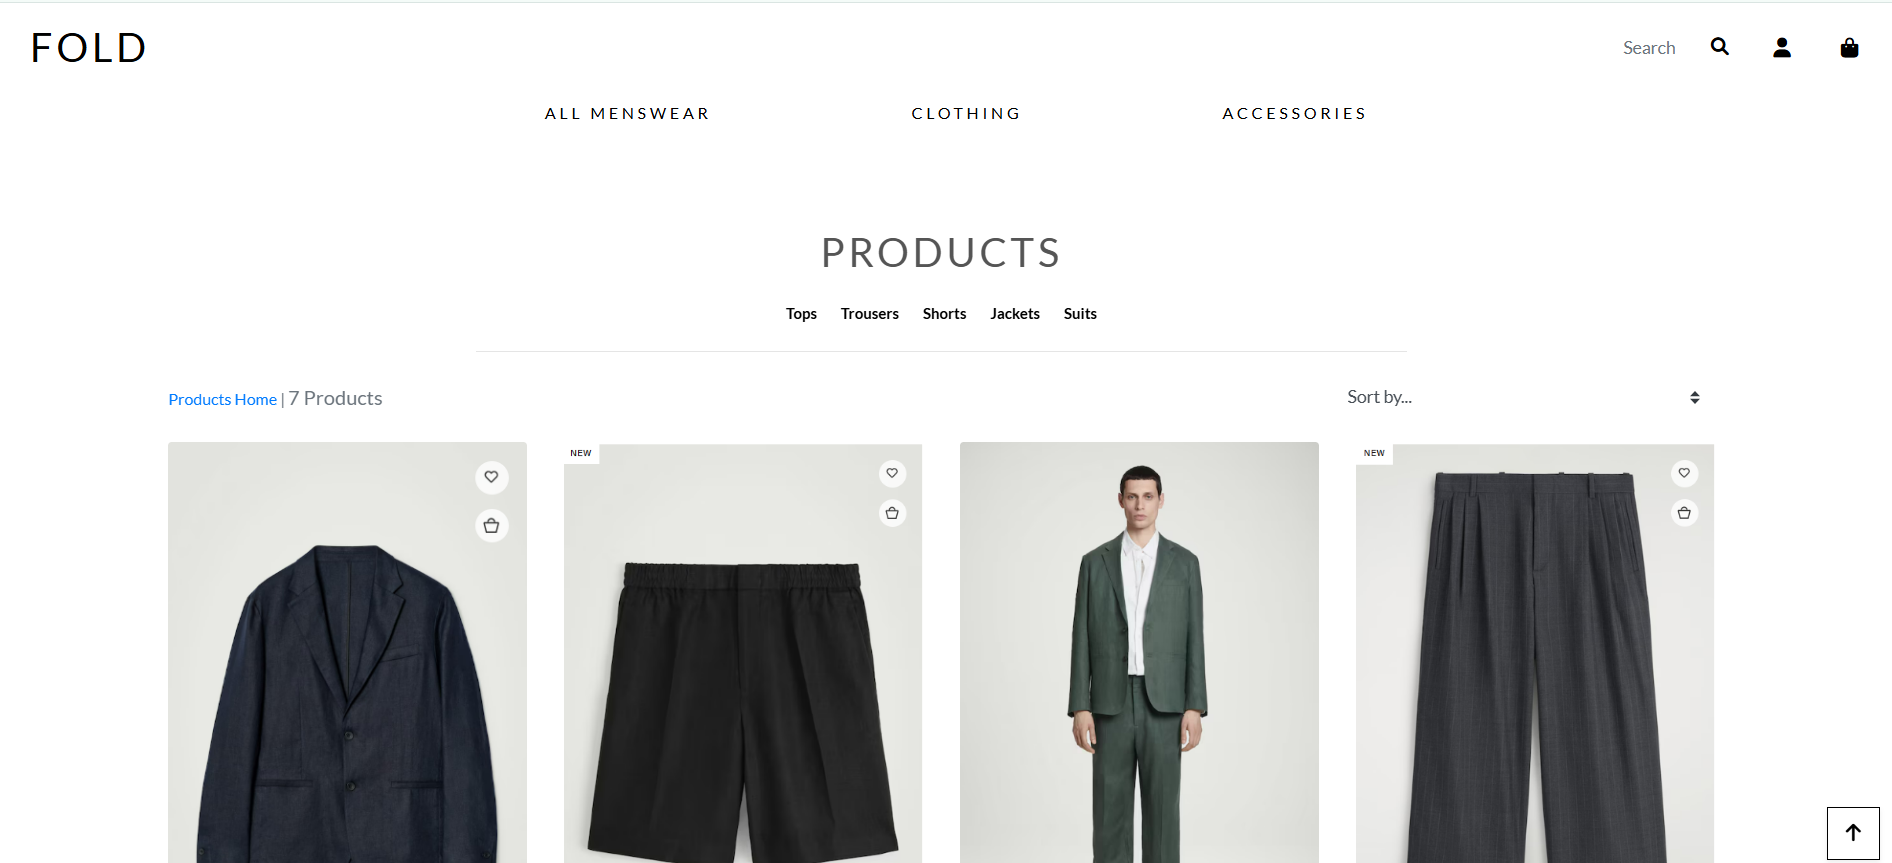 FOLD
Search
ALL MENSWEAR CLOTHING ACCESSORIES
PRODUCTS
Tops Trousers Shorts Jackets Suits
Products Home | 7 Products
Sort by...
NEW
NEW